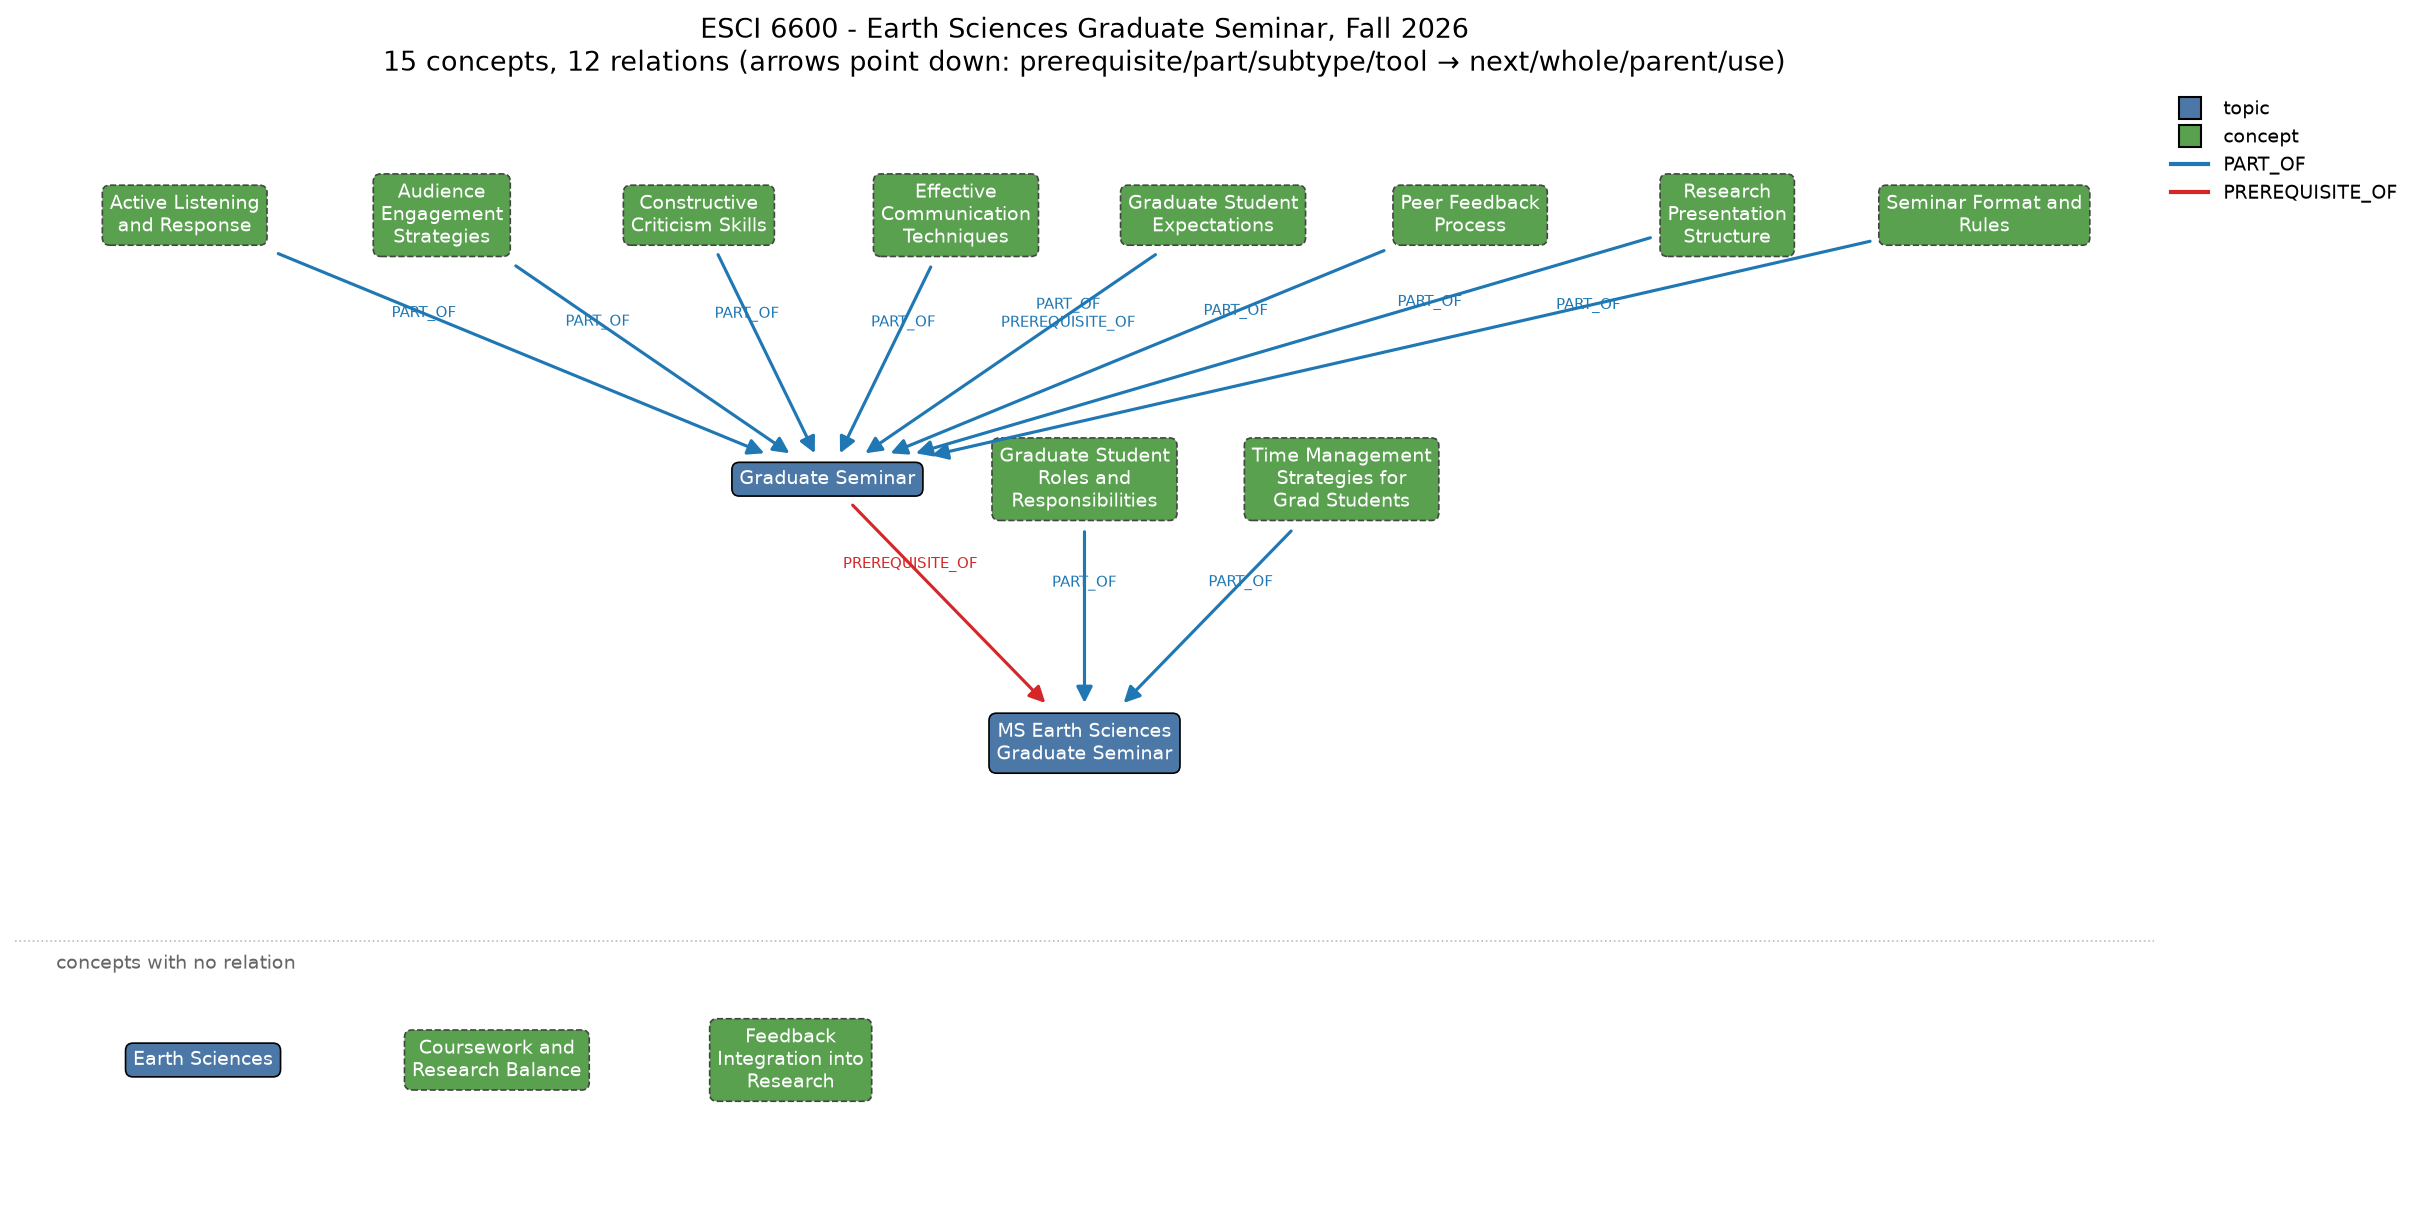 ESCI 6600 - Earth Sciences Graduate Seminar, Fall 2026
15 concepts, 12 relations (arrows point down: prerequisite/part/subtype/tool → next/whole/parent/use)
topic
concept
PART_OF
PREREQUISITE_OF
Active Listening
and Response
Audience
Engagement
Strategies
Constructive
Criticism Skills
Effective
Communication
Techniques
Graduate Student
Expectations
Peer Feedback
Process
Research
Presentation
Structure
Seminar Format and
Rules
PART_OF
PART_OF
PART_OF
PART_OF
PART_OF
PREREQUISITE_OF
PART_OF
PART_OF
PART_OF
Graduate Seminar
Graduate Student
Roles and
Responsibilities
Time Management
Strategies for
Grad Students
PREREQUISITE_OF
PART_OF
PART_OF
MS Earth Sciences
Graduate Seminar
concepts with no relation
Earth Sciences
Coursework and
Research Balance
Feedback
Integration into
Research